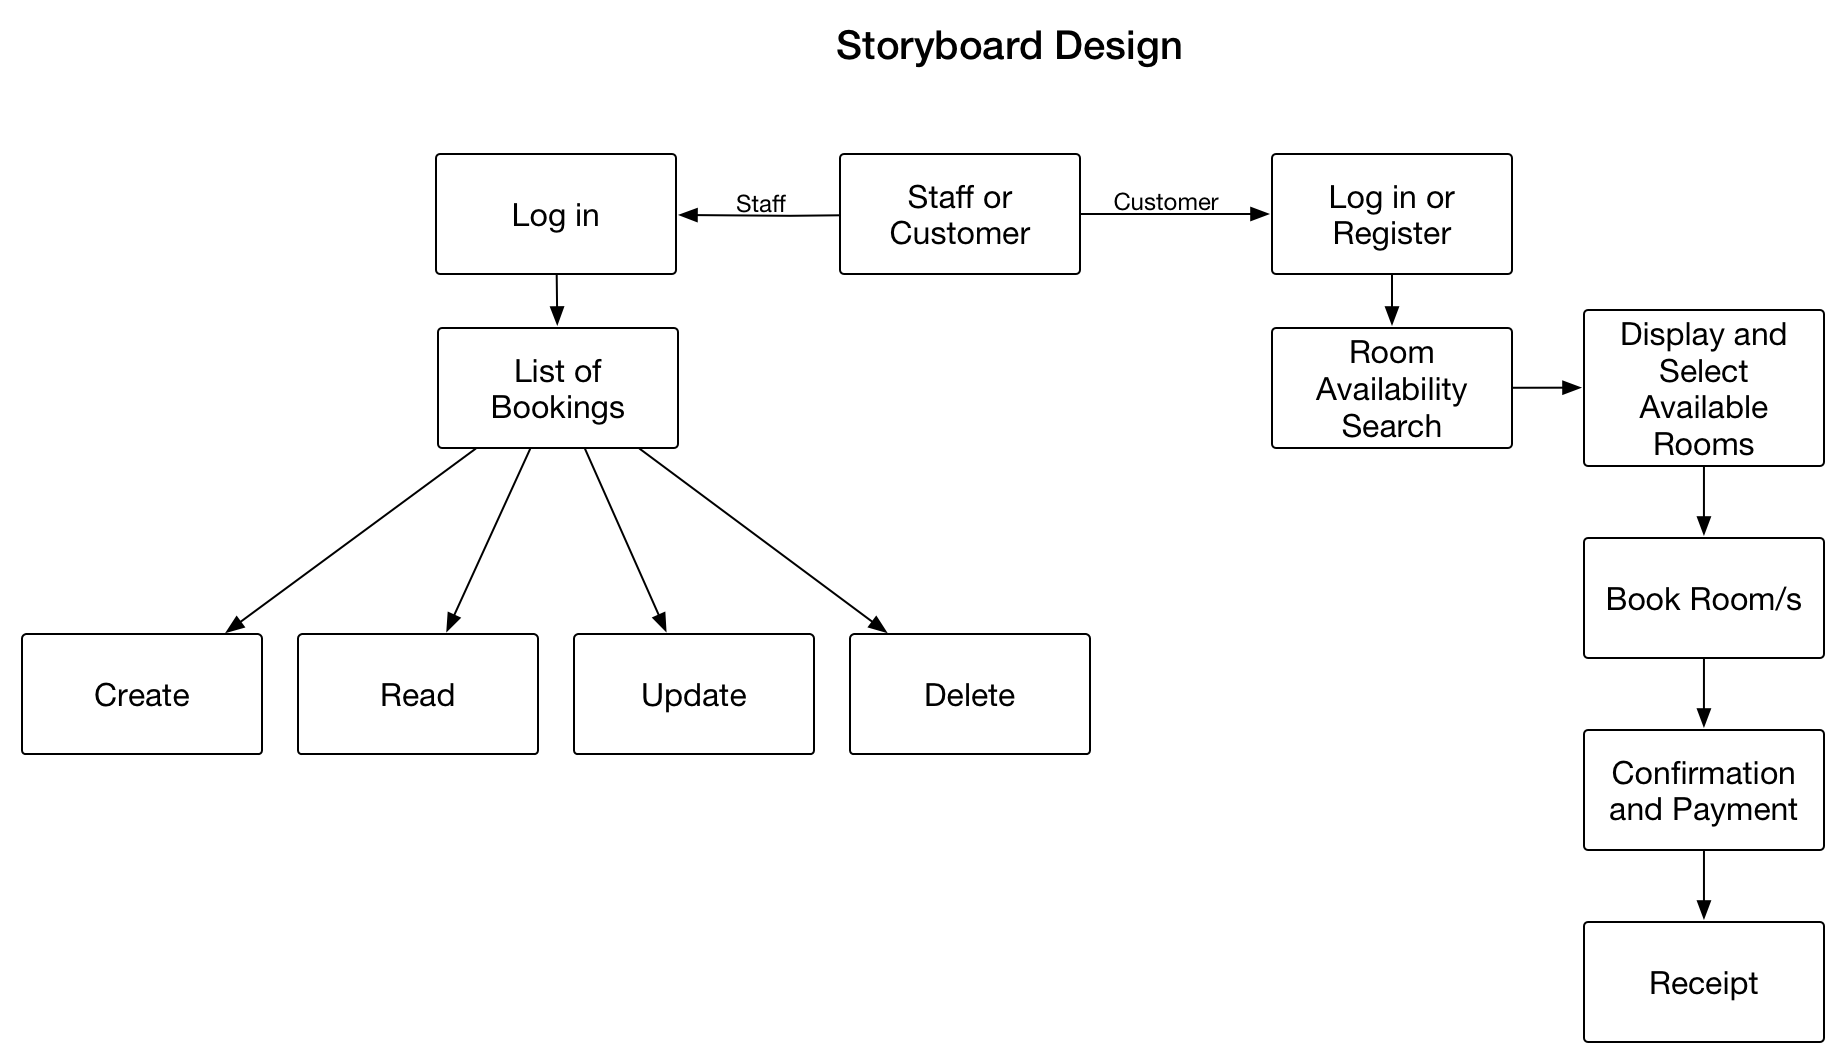 Storyboard Design
Log in
Staff
Staff or
Customer
Customer
Log in or
Register
List of
Bookings
Room
Availability
Search
Display and
Select
Available
Rooms
Create
Read
Update
Delete
Book Room/s
Confirmation
and Payment
Receipt